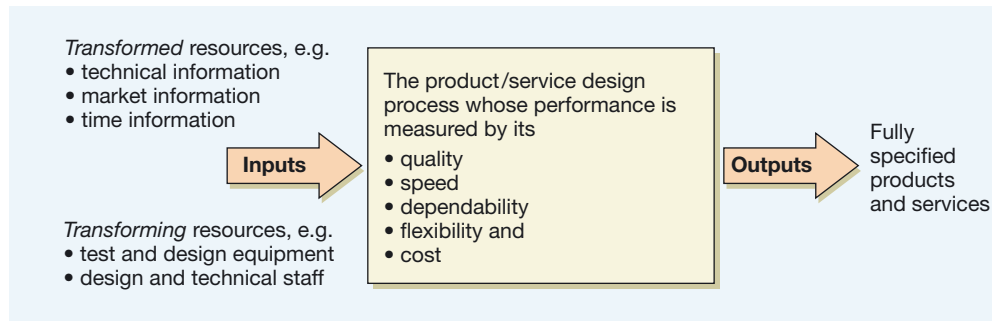 Transformed resources, e.g.
• technical information
• market information
• time information
Inputs
Transforming resources, e.g.
• test and design equipment
• design and technical staff
The product/service design
process whose performance is
measured by its
• quality
• speed
• dependability
• flexibility and
• cost
Outputs
Fully
specified
products
and services